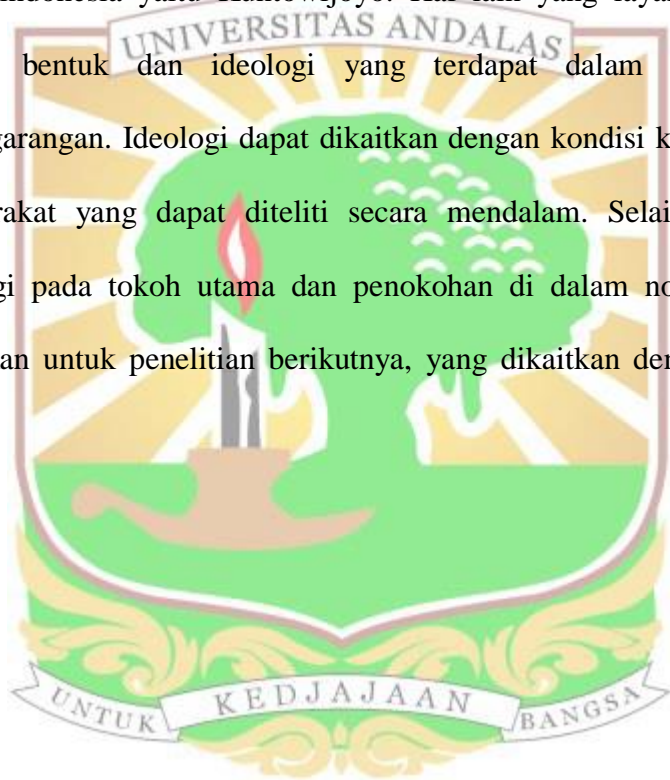 Indonesia yaitu Kuntowijoyo. Hal lain yang laya
UNIVERSITAS ANDALAS
bentuk dan ideologi yang terdapat dalam
garangan. Ideologi dapat dikaitkan dengan kondisi k
rakat yang dapat diteliti secara mendalam. Selai
gi pada tokoh utama dan penokohan di dalam no
an untuk penelitian berikutnya, yang dikaitkan den
UNTUK KEDJAJAAN BANGSA